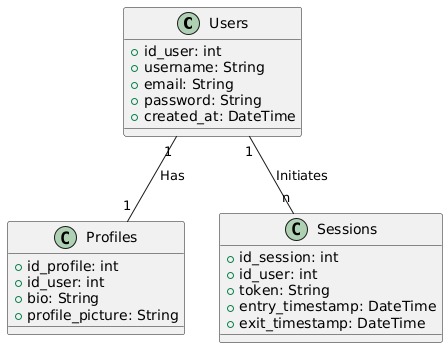 C Users
id_user: int
username: String
email: String
password: String
created_at: DateTime
1
1
Has
Initiates
1
n
C Profiles
id_profile: int
id_user: int
bio: String
profile_picture: String
C Sessions
id_session: int
id_user: int
token: String
entry_timestamp: DateTime
exit_timestamp: DateTime